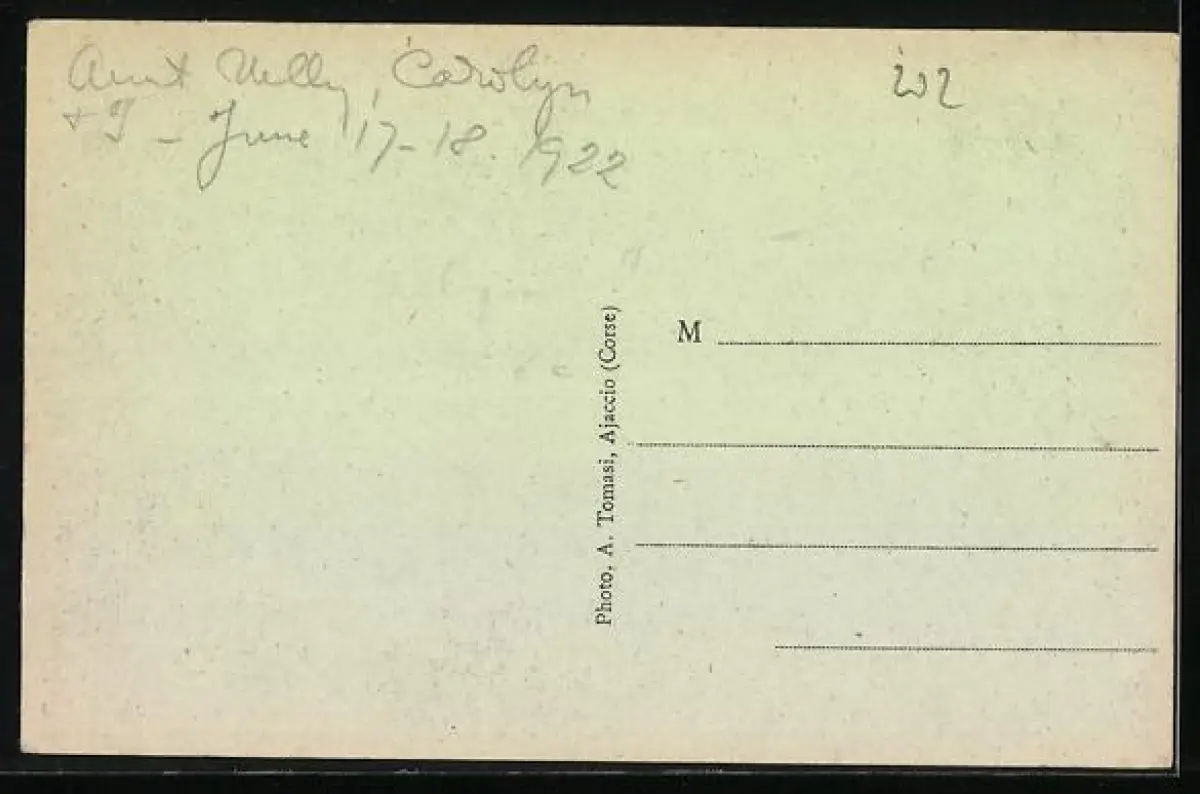 Aunt Nelly, Carolyn
+ I - June 17-18. 1922
202
Photo. A. Tomasi, Ajaccio (Corse)
M